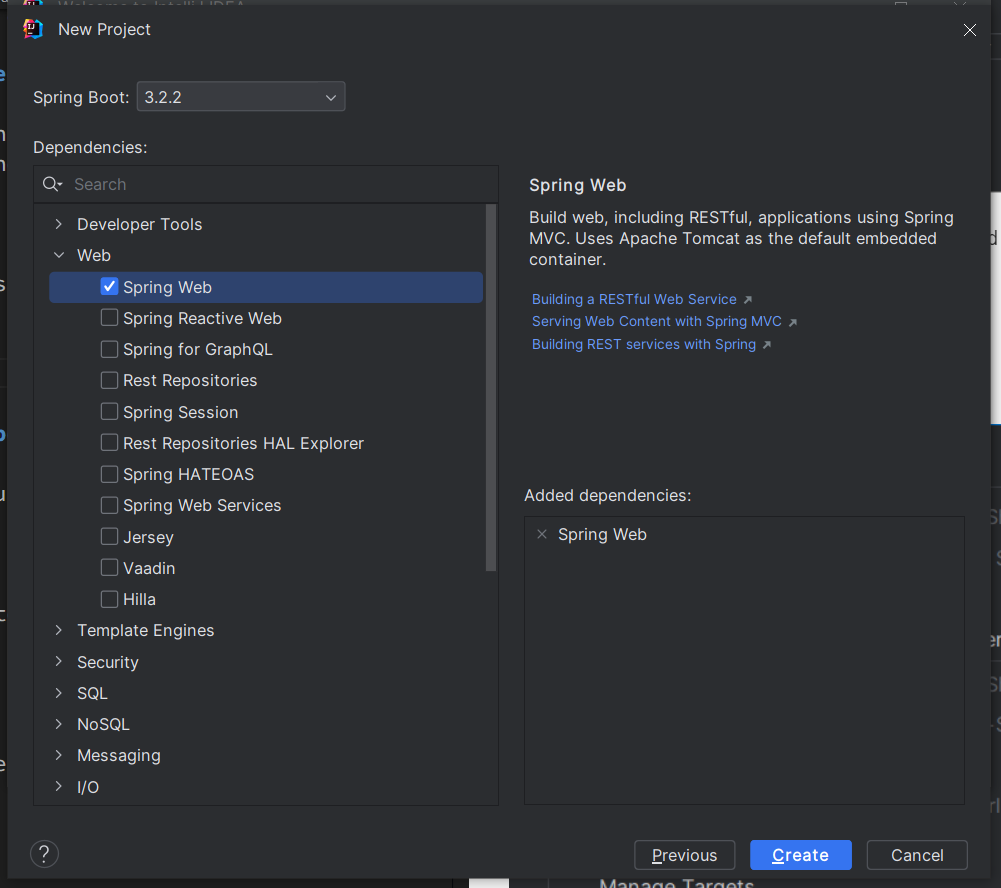 New Project
Spring Boot: 3.2.2
Dependencies:
Search
Developer Tools
Web
Spring Web
Spring Reactive Web
Spring for GraphQL
Rest Repositories
Spring Session
Rest Repositories HAL Explorer
Spring HATEOAS
Spring Web Services
Jersey
Vaadin
Hilla
Template Engines
Security
SQL
NoSQL
Messaging
I/O
Spring Web
Build web, including RESTful, applications using Spring
MVC. Uses Apache Tomcat as the default embedded
container.
Building a RESTful Web Service
Serving Web Content with Spring MVC
Building REST services with Spring
Added dependencies:
Spring Web
?
Previous
Create
Cancel
Manage Targets